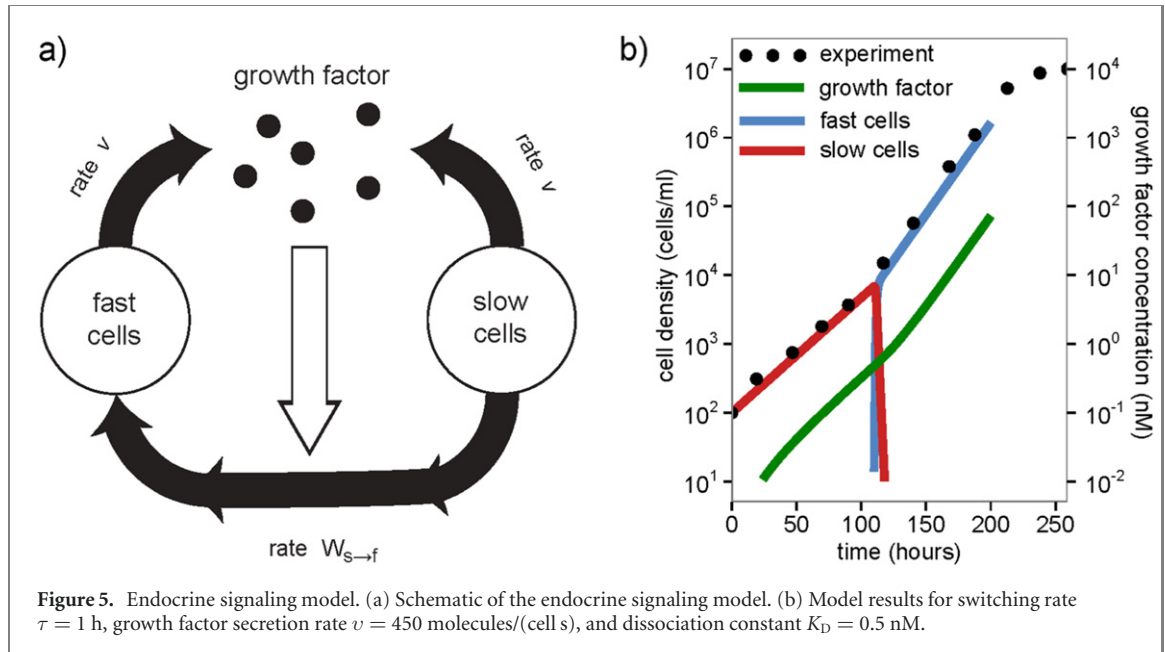 a)
growth factor
rate v
rate v
fast
cells
slow
cells
rate W s→f
b)
experiment
growth factor
fast cells
slow cells
10⁷
10⁶
10⁵
10⁴
10³
10²
10¹
cell density (cells/ml)
10⁴
10³
10²
10¹
10⁰
10⁻¹
10⁻²
growth factor concentration (nM)
0 50 100 150 200 250
time (hours)
Figure 5. Endocrine signaling model. (a) Schematic of the endocrine signaling model. (b) Model results for switching rate
τ = 1 h, growth factor secretion rate υ = 450 molecules/(cell s), and dissociation constant K_D = 0.5 nM.